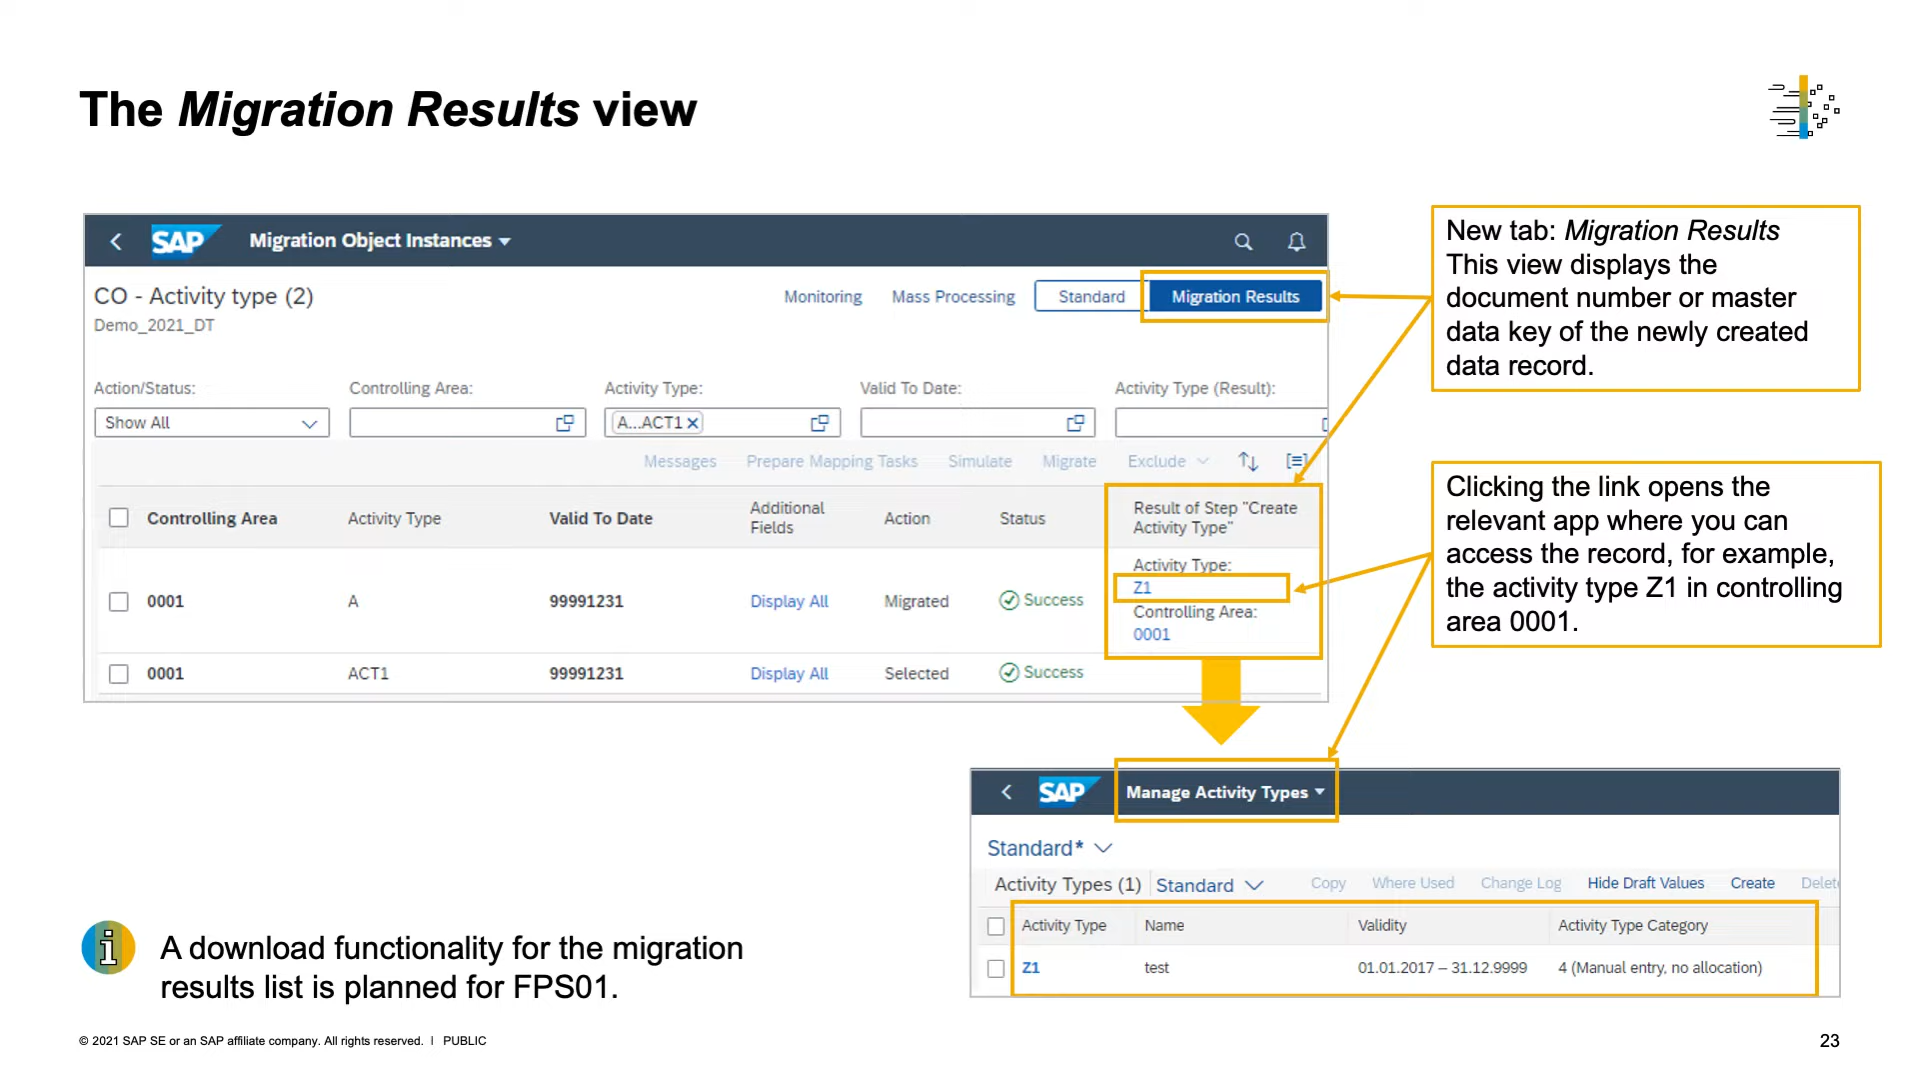 The Migration Results view
SAP Migration Object Instances
CO - Activity type (2)
Demo_2021_DT
Monitoring Mass Processing Standard Migration Results
Action/Status: Controlling Area: Activity Type: Valid To Date: Activity Type (Result):
Show All A...ACT1
Messages Prepare Mapping Tasks Simulate Migrate Exclude
Controlling Area Activity Type Valid To Date Additional Fields Action Status Result of Step "Create Activity Type"
0001 A 99991231 Display All Migrated Success
Activity Type:
Z1
Controlling Area:
0001
0001 ACT1 99991231 Display All Selected Success
New tab: Migration Results
This view displays the
document number or master
data key of the newly created
data record.
Clicking the link opens the
relevant app where you can
access the record, for example,
the activity type Z1 in controlling
area 0001.
SAP Manage Activity Types
Standard*
Activity Types (1) Standard Copy Where Used Change Log Hide Draft Values Create Delete
Activity Type Name Validity Activity Type Category
Z1 test 01.01.2017 – 31.12.9999 4 (Manual entry, no allocation)
i
A download functionality for the migration
results list is planned for FPS01.
© 2021 SAP SE or an SAP affiliate company. All rights reserved. I PUBLIC
23